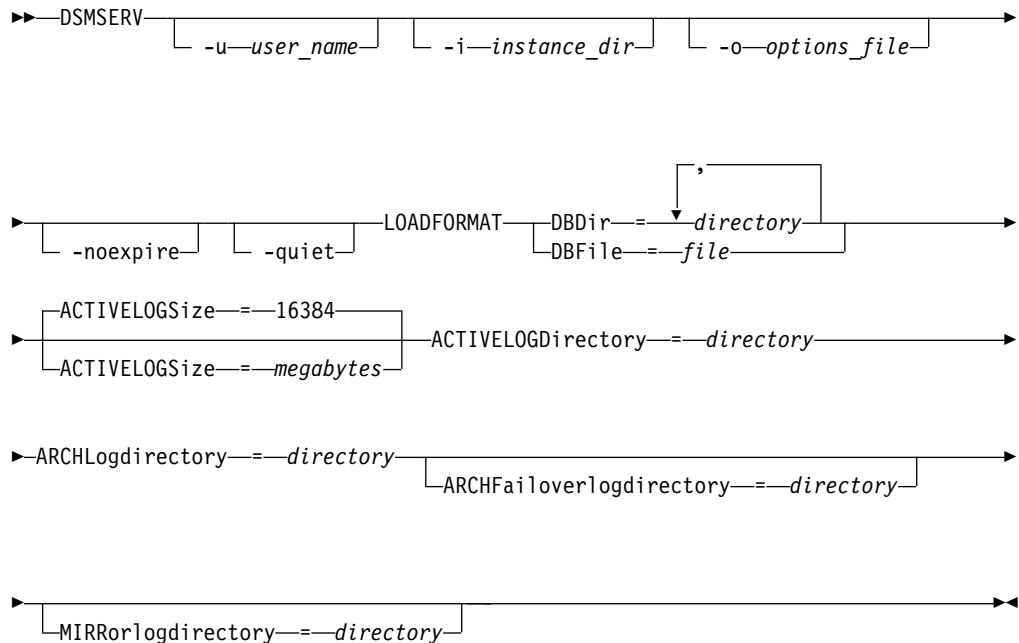 DSMSERV
-u user_name -i instance_dir -o options_file
,
-noexpire -quiet LOADFORMAT DBDir = directory
DBFile = file
ACTIVELOGSize = 16384
ACTIVELOGSize = megabytes ACTIVELOGDirectory = directory
ARCHLogdirectory = directory
ARCHFailoverlogdirectory = directory
MIRRorlogdirectory = directory